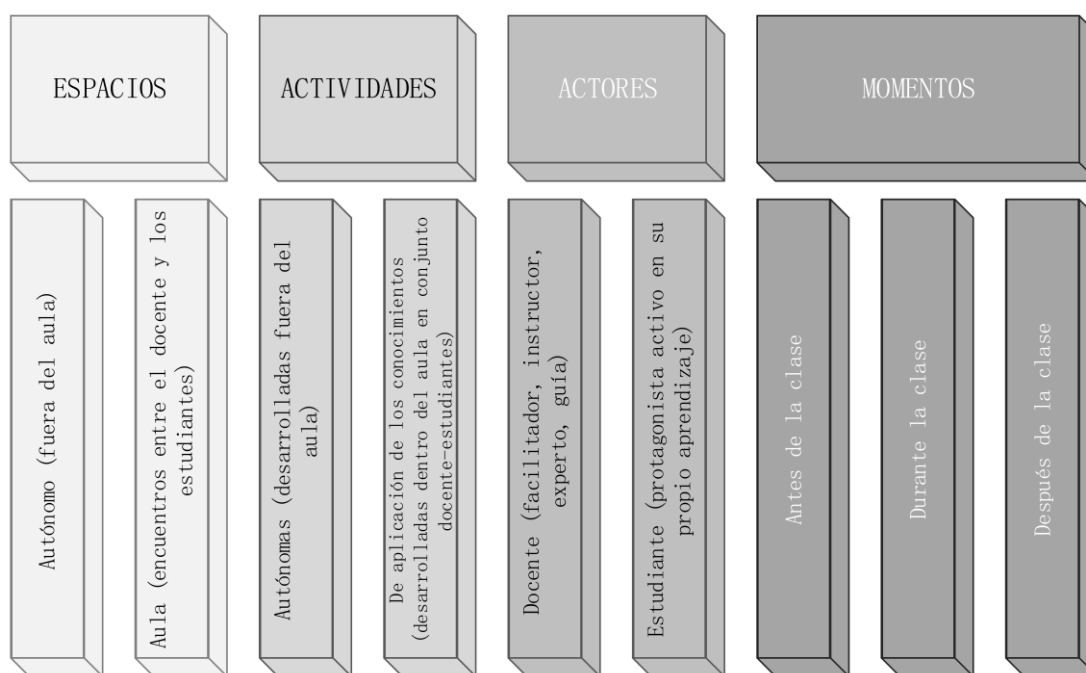 ESPACIOS
ACTIVIDADES
ACTORES
MOMENTOS
Autónomo (fuera del aula)
Aula (encuentros entre el docente y los
estudiantes)
Autónomas (desarrolladas fuera del
aula)
De aplicación de los conocimientos
(desarrolladas dentro del aula en conjunto
docente-estudiantes)
Docente (facilitador, instructor,
experto, guía)
Estudiante (protagonista activo en su
propio aprendizaje)
Antes de la clase
Durante la clase
Después de la clase